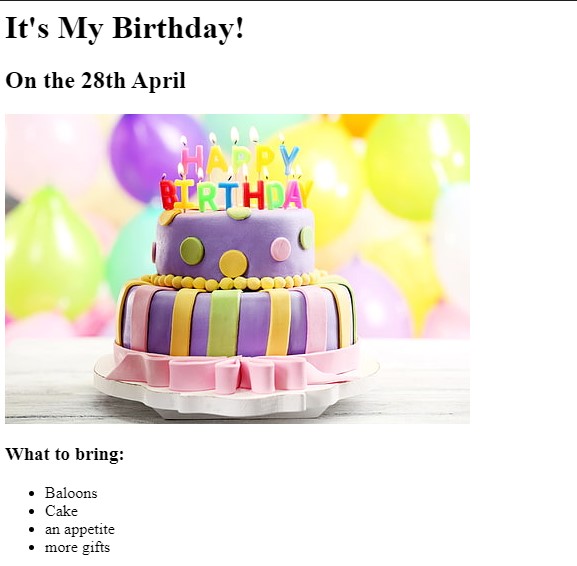 It's My Birthday!
On the 28th April
HAPPY
BIRTHDAY
What to bring:
Baloons
Cake
an appetite
more gifts